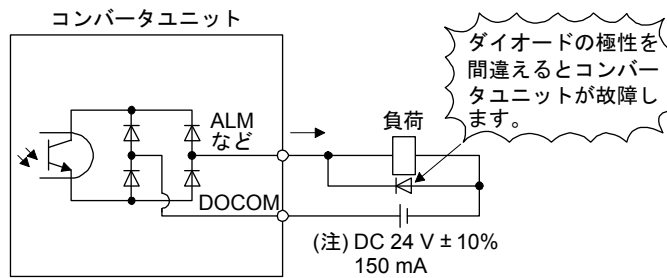 コンバータユニット
ダイオードの極性を
間違えるとコンバー
タユニットが故障し
ます。
ALM
など
負荷
DOCOM
(注) DC 24 V ± 10%
150 mA